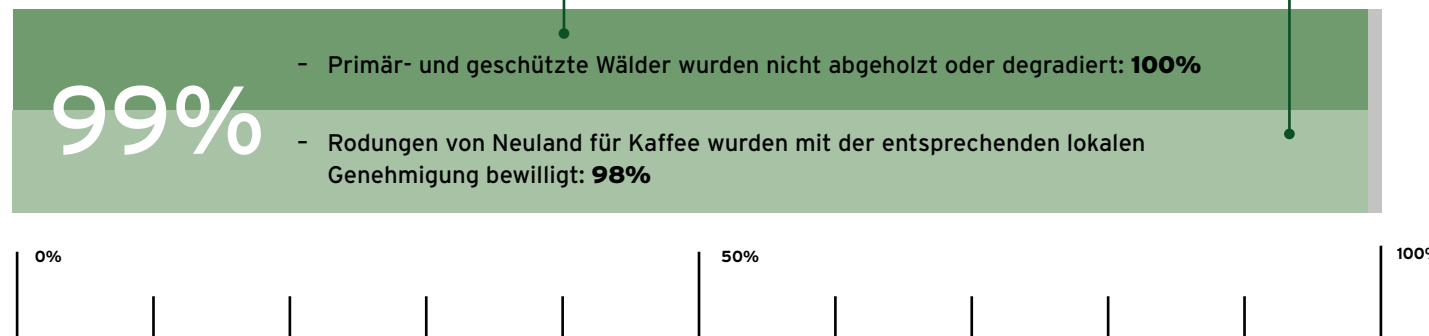 – Primär- und geschützte Wälder wurden nicht abgeholzt oder degradiert: 100%
99%
– Rodungen von Neuland für Kaffee wurden mit der entsprechenden lokalen
Genehmigung bewilligt: 98%
0%
50%
100%